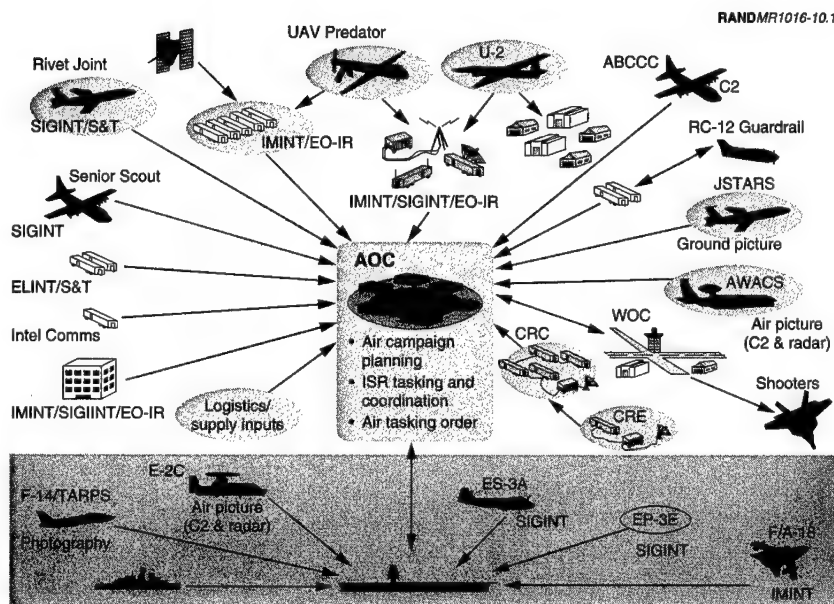 RANDMR1016-10.1
UAV Predator
U-2
Rivet Joint
ABCCC
C2
SIGINT/S&T
IMINT/EO-IR
RC-12 Guardrail
Senior Scout
IMINT/SIGINT/EO-IR
JSTARS
SIGINT
Ground picture
AOC
ELINT/S&T
AWACS
WOC
Air picture
(C2 & radar)
Intel Comms
CRC
• Air campaign
planning
• ISR tasking and
coordination
• Air tasking order
Shooters
IMINT/SIGIINT/EO-IR
Logistics/
supply inputs
CRE
E-2C
F-14/TARPS
Air picture
(C2 & radar)
ES-3A
SIGINT
EP-3E
SIGINT
F/A-18
Photography
IMINT